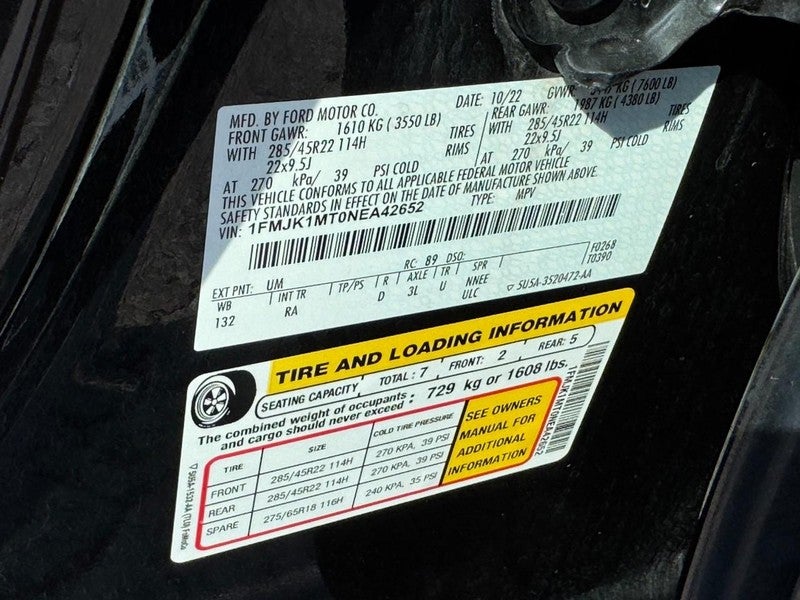 MFD. BY FORD MOTOR CO.
DATE: 10/22
GVWR: KG ( 7600 LB)
FRONT GAWR: 1610 KG ( 3550 LB)
REAR GAWR: 1987 KG ( 4380 LB)
WITH 285/45R22 114H TIRES
WITH 285/45R22 114H TIRES
22x9.5J RIMS
22x9.5J RIMS
AT 270 kPa/ 39 PSI COLD
AT 270 kPa/ 39 PSI COLD
THIS VEHICLE CONFORMS TO ALL APPLICABLE FEDERAL MOTOR VEHICLE
SAFETY STANDARDS IN EFFECT ON THE DATE OF MANUFACTURE SHOWN ABOVE.
VIN: 1FMJK1MT0NEA42652
TYPE: MPV
F0268
T0390
EXT PNT: UM RC: 89 DSO:
WB INT TR TP/PS R AXLE TR SPR
132 RA D 3L U NNEE
ULC
▽ 5U5A-3520472-AA
TIRE AND LOADING INFORMATION
SEATING CAPACITY TOTAL: 7 FRONT: 2 REAR: 5
The combined weight of occupants and cargo should never exceed: 729 kg or 1608 lbs.
TIRE SIZE COLD TIRE PRESSURE
FRONT 285/45R22 114H 270 KPA, 39 PSI
REAR 285/45R22 114H 270 KPA, 39 PSI
SPARE 275/65R18 116H 240 KPA, 35 PSI
SEE OWNERS
MANUAL FOR
ADDITIONAL
INFORMATION
1FMJK1MT0NEA42652